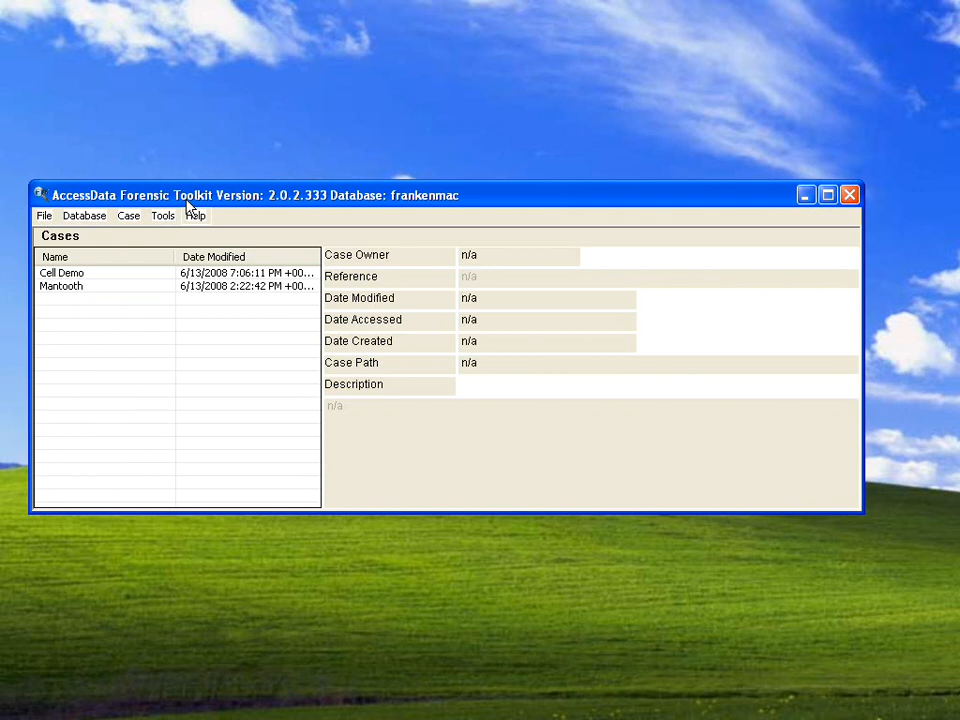 AccessData Forensic Toolkit Version: 2.0.2.333 Database: frankenmac
File Database Case Tools Help
Cases
Name Date Modified
Cell Demo 6/13/2008 7:06:11 PM +00...
Mantooth 6/13/2008 2:22:42 PM +00...
Case Owner n/a
Reference n/a
Date Modified n/a
Date Accessed n/a
Date Created n/a
Case Path n/a
Description
n/a